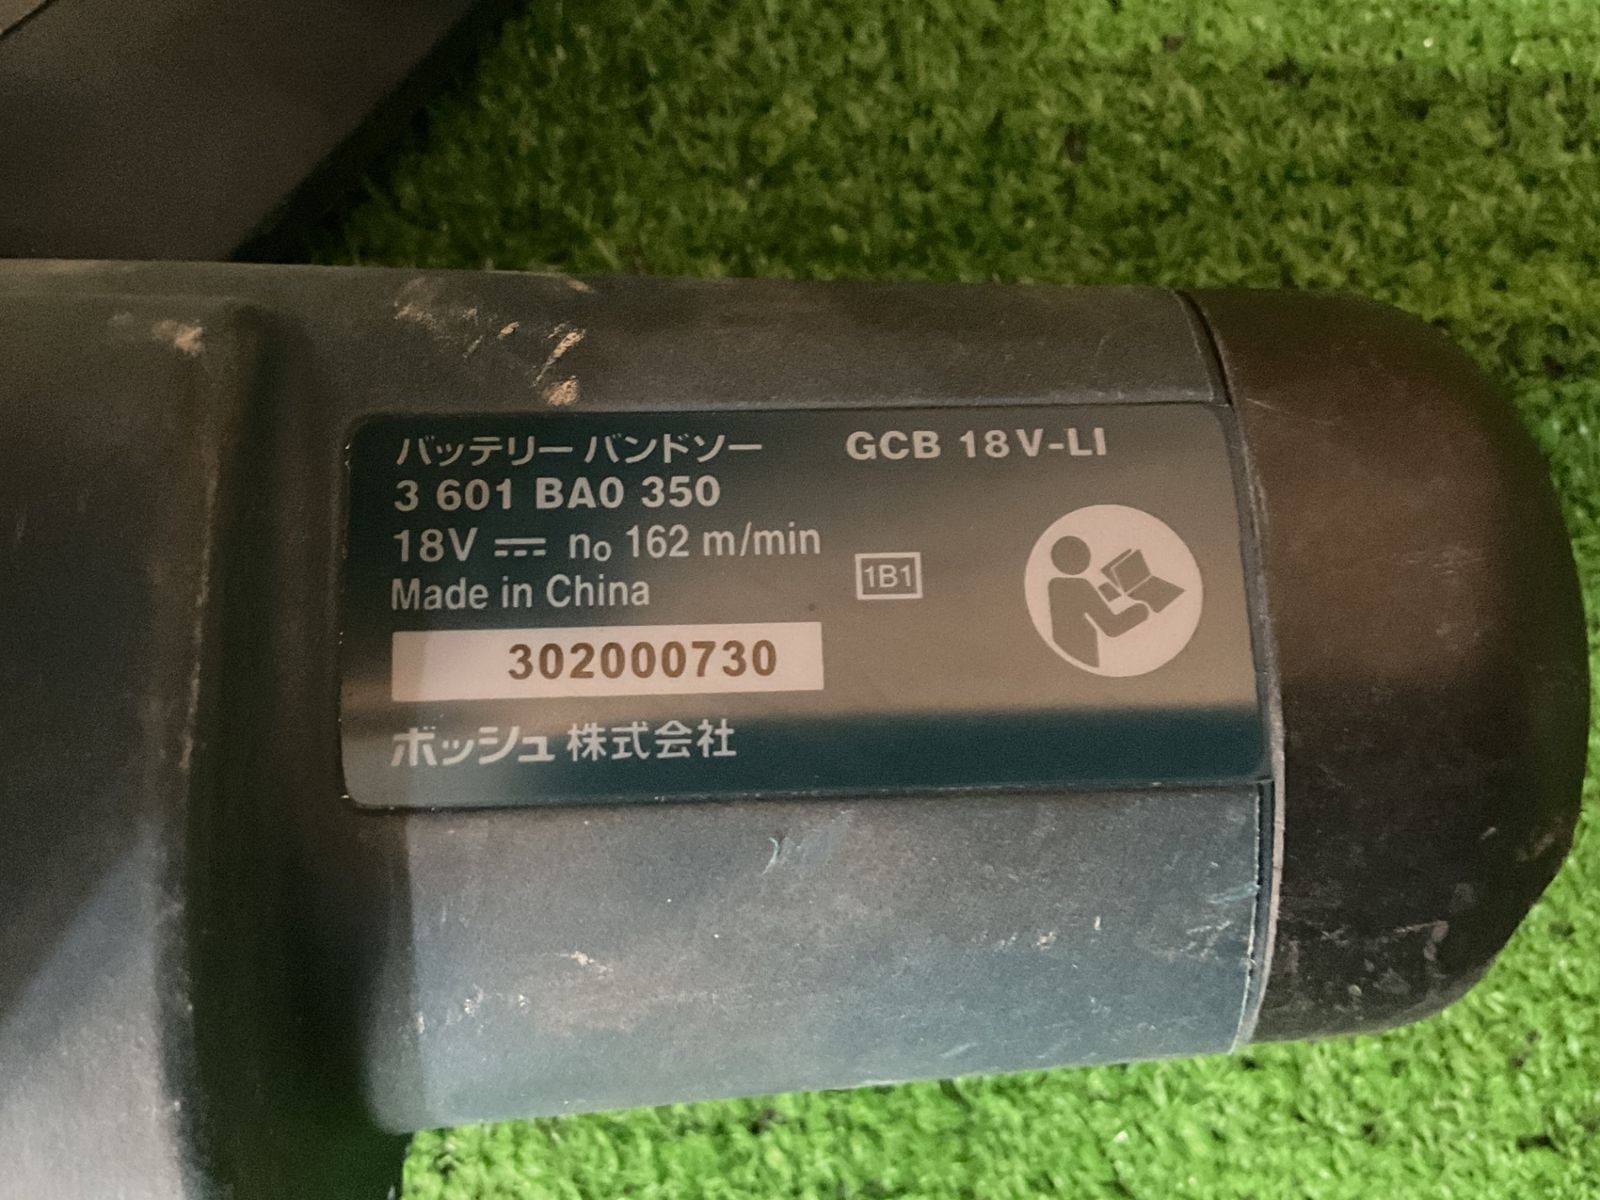 バッテリーバンドソー GCB 18V-LI
3 601 BA0 350
18V ⎓ no 162 m/min
1B1
Made in China
302000730
ボッシュ株式会社